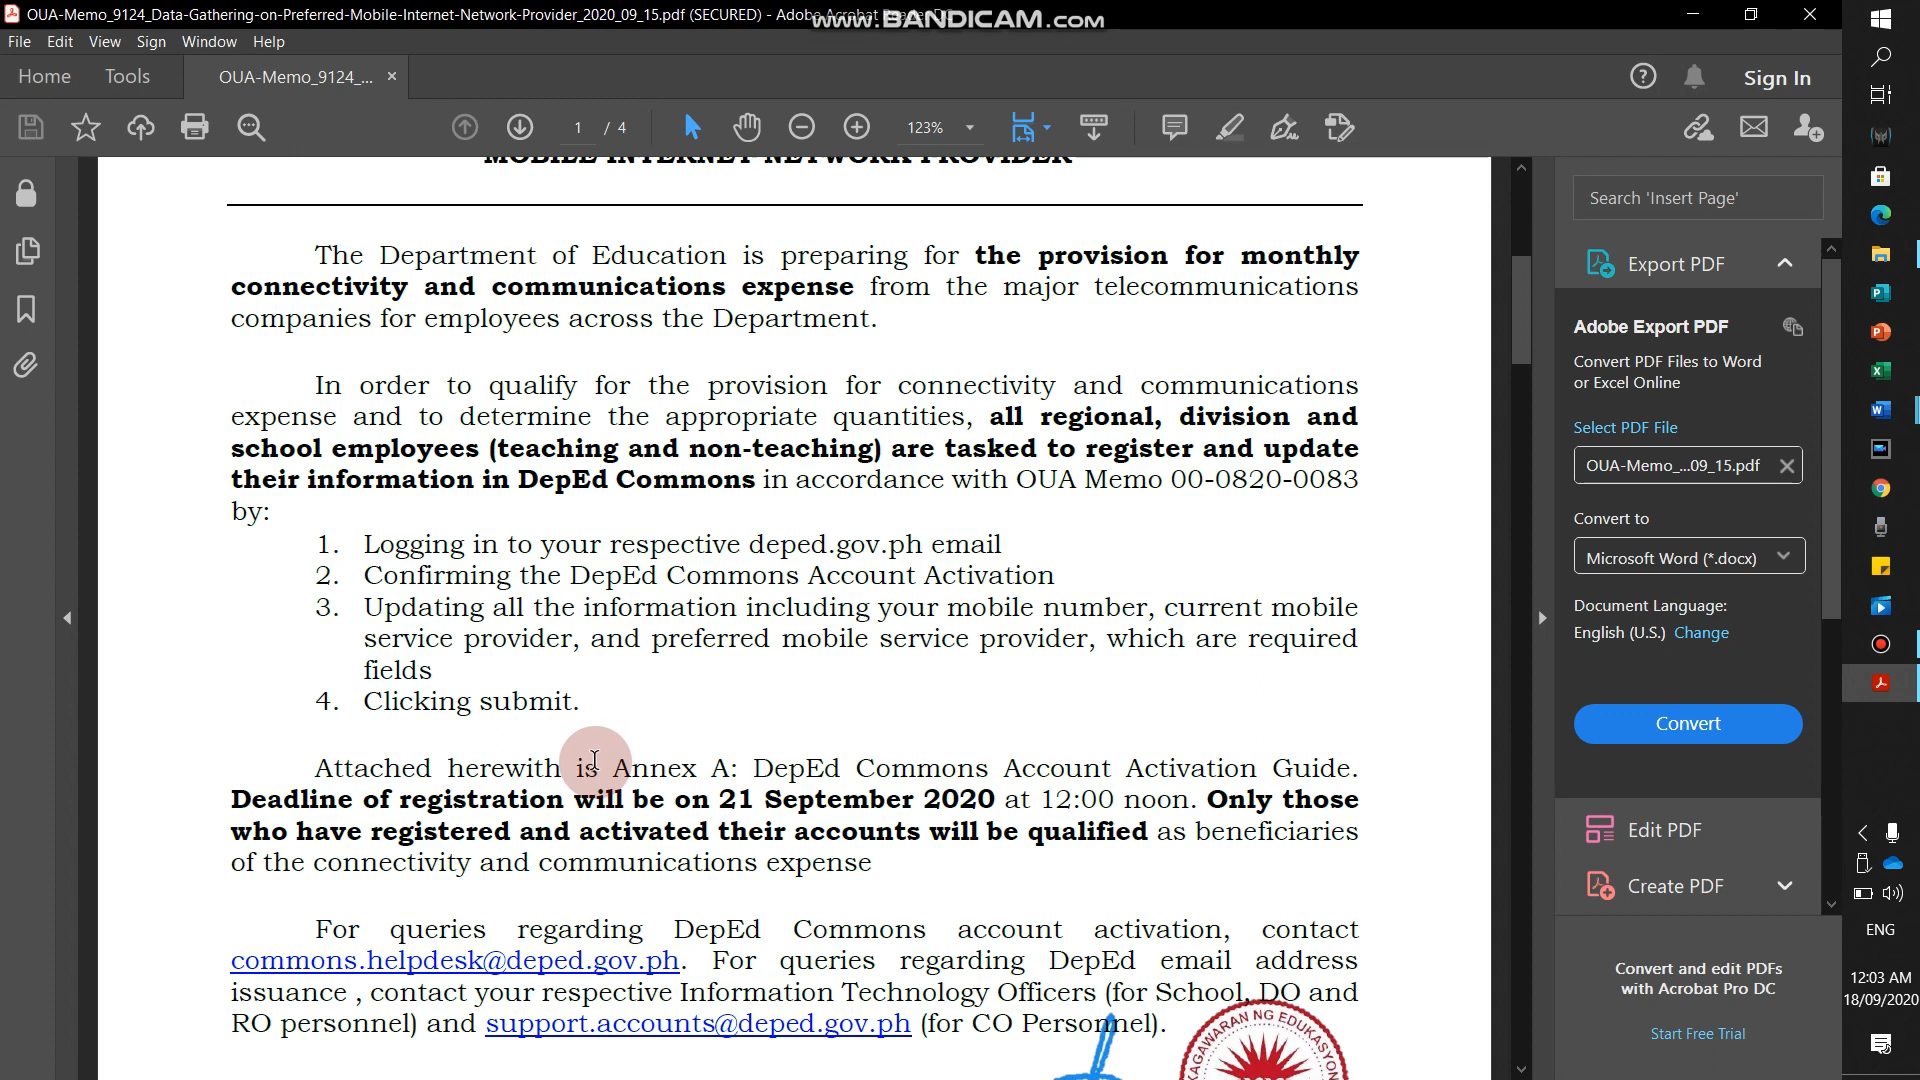 OUA-Memo_9124_Data-Gathering-on-Preferred-Mobile-Internet-Network-Provider_2020_09_15.pdf (SECURED) - Adobe Acrobat Reader DC
www.BANDICAM.com
File Edit View Sign Window Help
Home Tools OUA-Memo_9124_... × Sign In
1 / 4 123%
MOBILE INTERNET NETWORK PROVIDER
The Department of Education is preparing for the provision for monthly
connectivity and communications expense from the major telecommunications
companies for employees across the Department.
In order to qualify for the provision for connectivity and communications
expense and to determine the appropriate quantities, all regional, division and
school employees (teaching and non-teaching) are tasked to register and update
their information in DepEd Commons in accordance with OUA Memo 00-0820-0083
by:
1. Logging in to your respective deped.gov.ph email
2. Confirming the DepEd Commons Account Activation
3. Updating all the information including your mobile number, current mobile
service provider, and preferred mobile service provider, which are required
fields
4. Clicking submit.
Attached herewith is Annex A: DepEd Commons Account Activation Guide.
Deadline of registration will be on 21 September 2020 at 12:00 noon. Only those
who have registered and activated their accounts will be qualified as beneficiaries
of the connectivity and communications expense
For queries regarding DepEd Commons account activation, contact
commons.helpdesk@deped.gov.ph. For queries regarding DepEd email address
issuance , contact your respective Information Technology Officers (for School, DO and
RO personnel) and support.accounts@deped.gov.ph (for CO Personnel).
KAGAWARAN NG EDUKASYON
Search 'Insert Page'
Export PDF
Adobe Export PDF
Convert PDF Files to Word
or Excel Online
Select PDF File
OUA-Memo_...09_15.pdf
Convert to
Microsoft Word (*.docx)
Document Language:
English (U.S.) Change
Convert
Edit PDF
Create PDF
Convert and edit PDFs
with Acrobat Pro DC
Start Free Trial
ENG
12:03 AM
18/09/2020